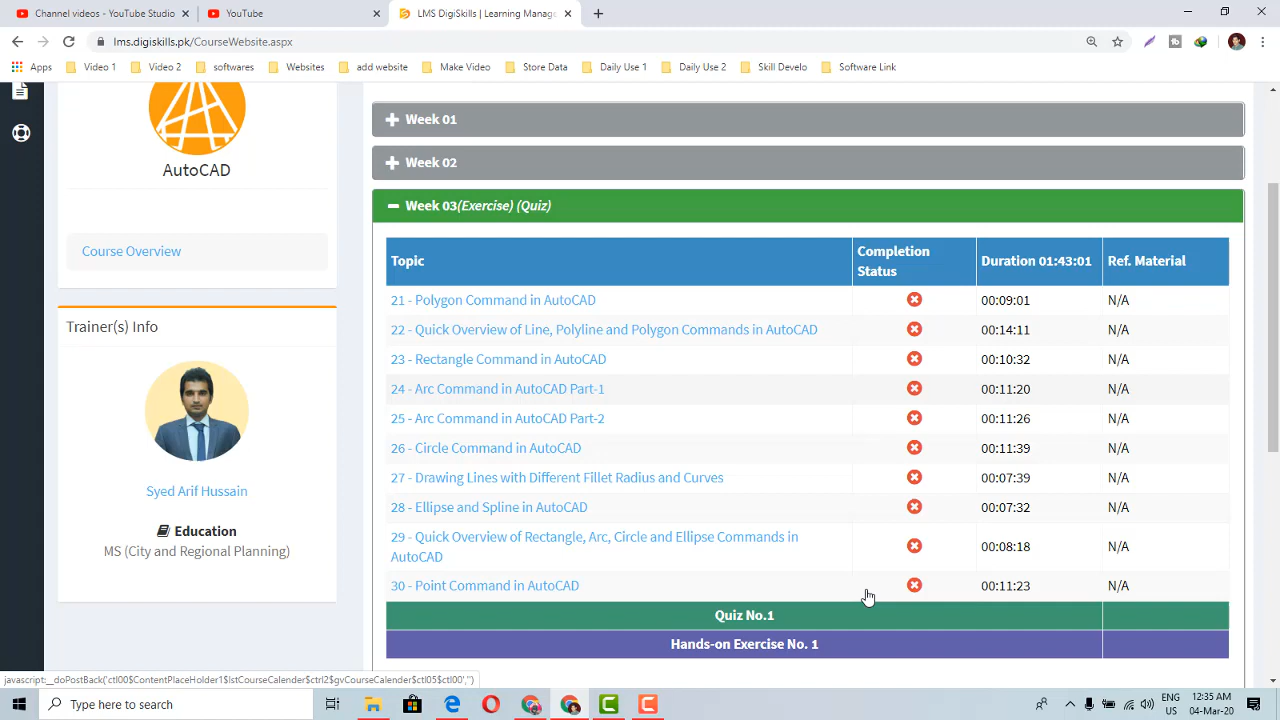 Channel videos - YouTube Studio
YouTube
LMS DigiSkills | Learning Mana
lms.digiskills.pk/CourseWebsite.aspx
Apps
Video 1
Video 2
softwares
Websites
add website
Make Video
Store Data
Daily Use 1
Daily Use 2
Skill Develo
Software Link
AutoCAD
Course Overview
Trainer(s) Info
Syed Arif Hussain
Education
MS (City and Regional Planning)
Week 01
Week 02
Week 03(Exercise) (Quiz)
Topic Completion Status Duration 01:43:01 Ref. Material
21 - Polygon Command in AutoCAD 00:09:01 N/A
22 - Quick Overview of Line, Polyline and Polygon Commands in AutoCAD 00:14:11 N/A
23 - Rectangle Command in AutoCAD 00:10:32 N/A
24 - Arc Command in AutoCAD Part-1 00:11:20 N/A
25 - Arc Command in AutoCAD Part-2 00:11:26 N/A
26 - Circle Command in AutoCAD 00:11:39 N/A
27 - Drawing Lines with Different Fillet Radius and Curves 00:07:39 N/A
28 - Ellipse and Spline in AutoCAD 00:07:32 N/A
29 - Quick Overview of Rectangle, Arc, Circle and Ellipse Commands in
AutoCAD 00:08:18 N/A
30 - Point Command in AutoCAD 00:11:23 N/A
Quiz No.1
Hands-on Exercise No. 1
javascript:__doPostBack('ctl00$ContentPlaceHolder1$lstCourseCalender$ctrl2$gvCourseCalender$ctl05$ctl00','')
Type here to search
ENG
US
12:35 AM
04-Mar-20